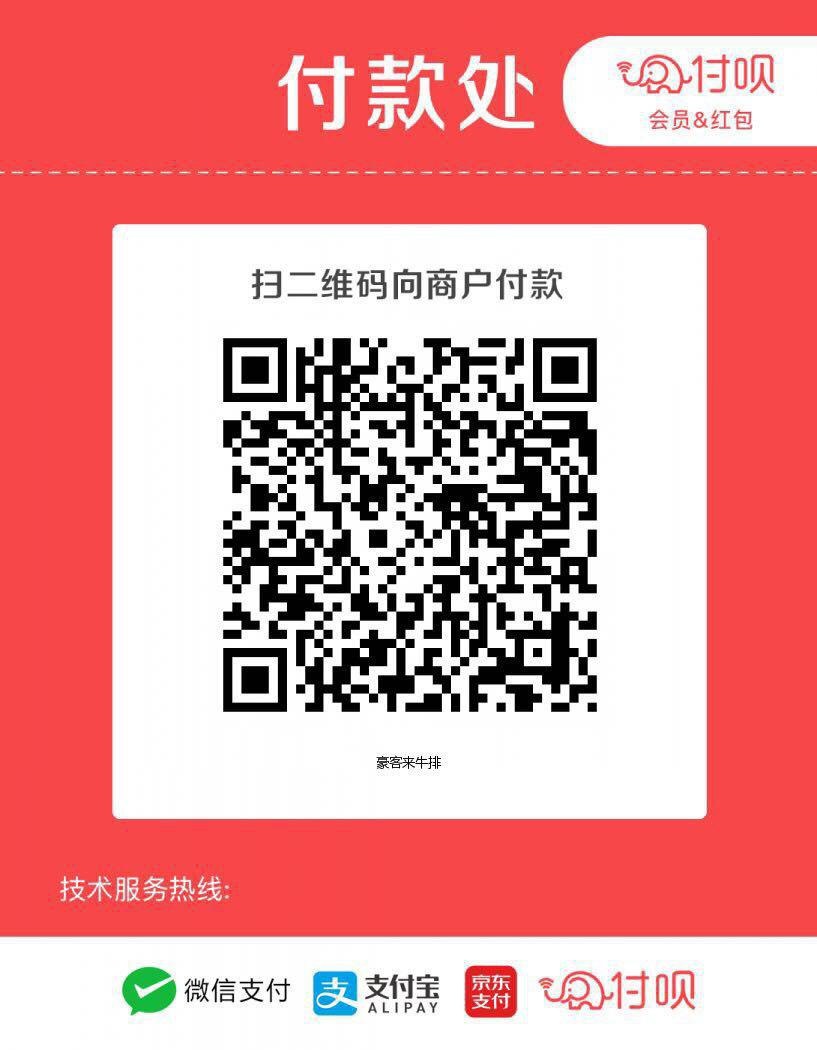 付款处
付呗
会员&红包
扫二维码向商户付款
豪客来牛排
技术服务热线:
微信支付
支付宝
ALIPAY
京东
支付
付呗